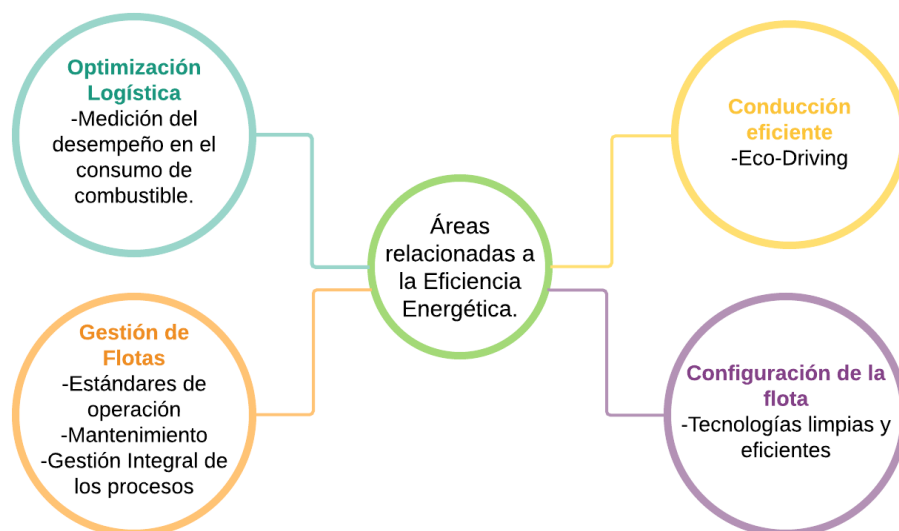 Optimización
Logística
-Medición del
desempeño en el
consumo de
combustible.
Conducción
eficiente
-Eco-Driving
Áreas
relacionadas a
la Eficiencia
Energética.
Gestión de
Flotas
-Estándares de
operación
-Mantenimiento
-Gestión Integral de
los procesos
Configuración de la
flota
-Tecnologías limpias y
eficientes